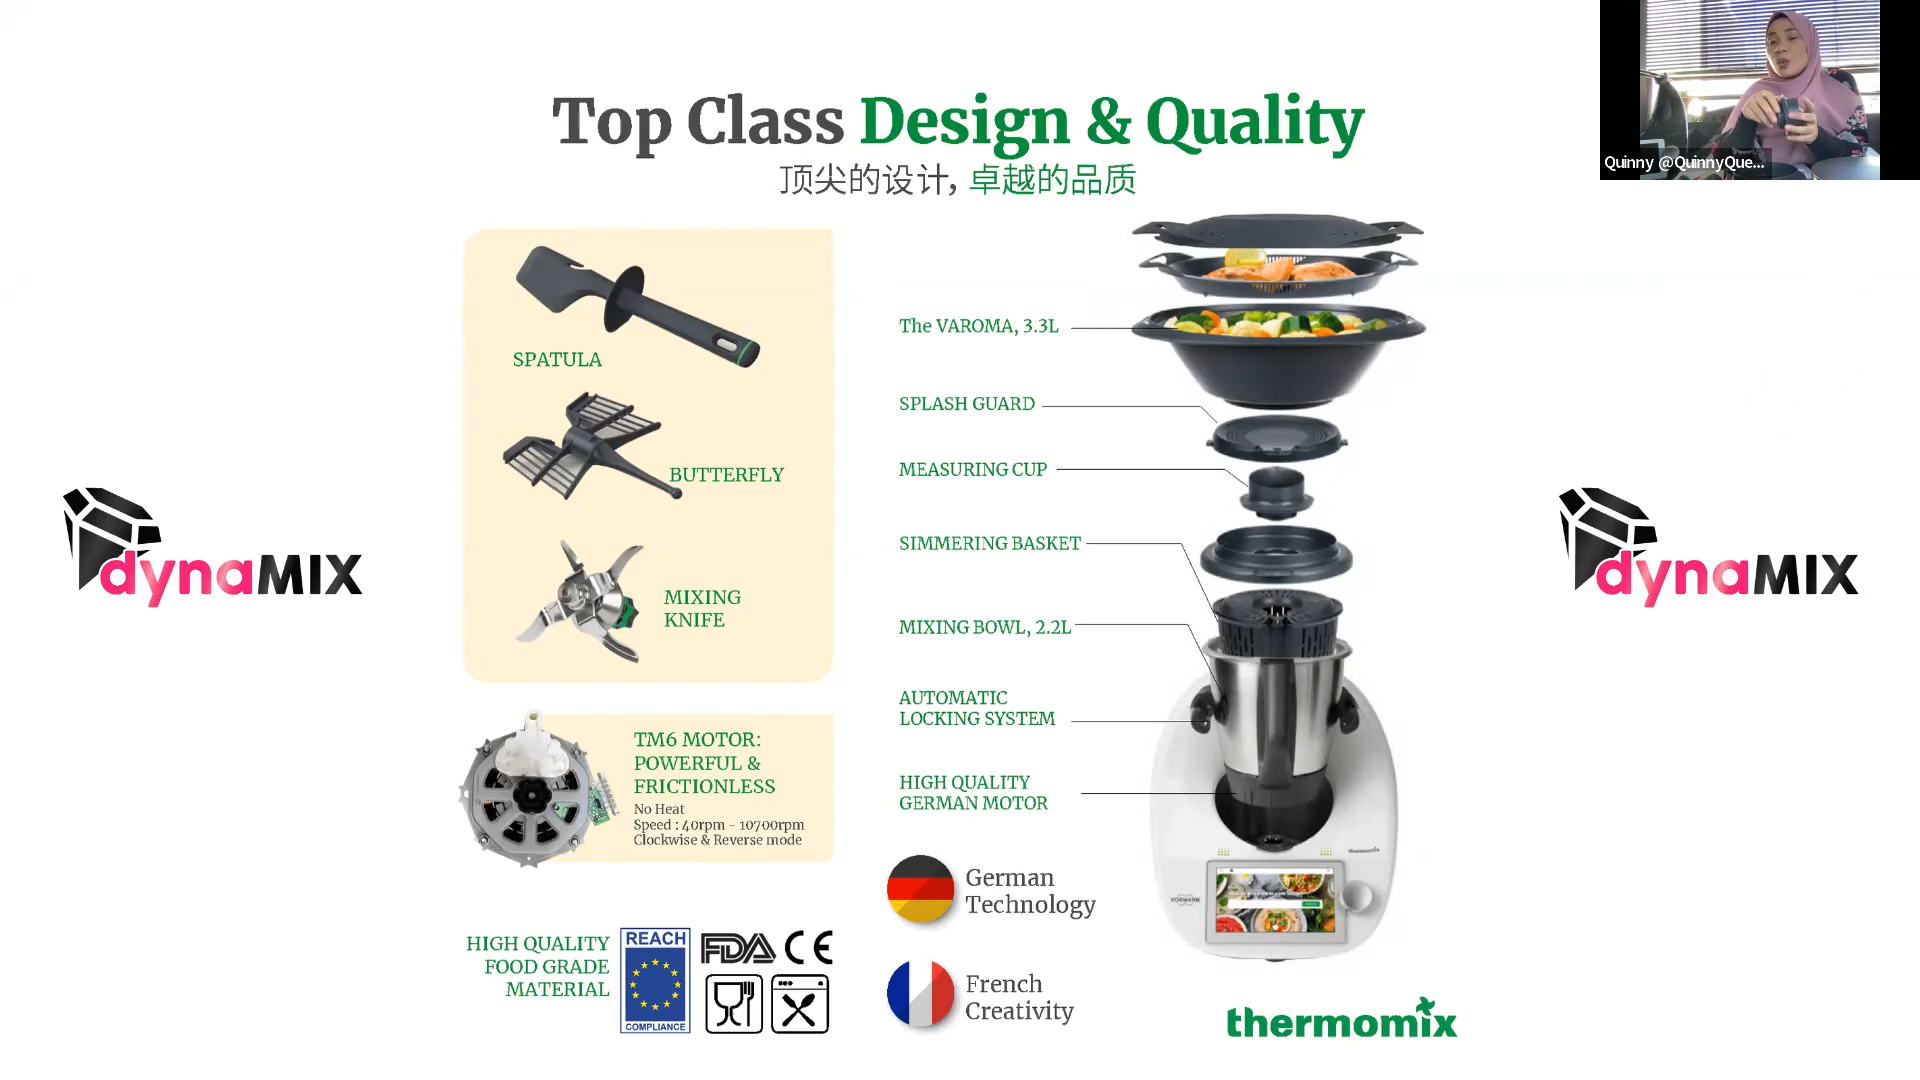 Top Class Design & Quality
顶尖的设计, 卓越的品质
Quinny @QuinnyQue...
SPATULA
BUTTERFLY
MIXING
KNIFE
TM6 MOTOR:
POWERFUL &
FRICTIONLESS
No Heat
Speed : 40rpm - 10700rpm
Clockwise & Reverse mode
HIGH QUALITY
FOOD GRADE
MATERIAL
REACH
COMPLIANCE
FDA CE
The VAROMA, 3.3L
SPLASH GUARD
MEASURING CUP
SIMMERING BASKET
MIXING BOWL, 2.2L
AUTOMATIC
LOCKING SYSTEM
HIGH QUALITY
GERMAN MOTOR
German
Technology
French
Creativity
thermomix
VORWERK
thermomix
dynaMIX
dynaMIX